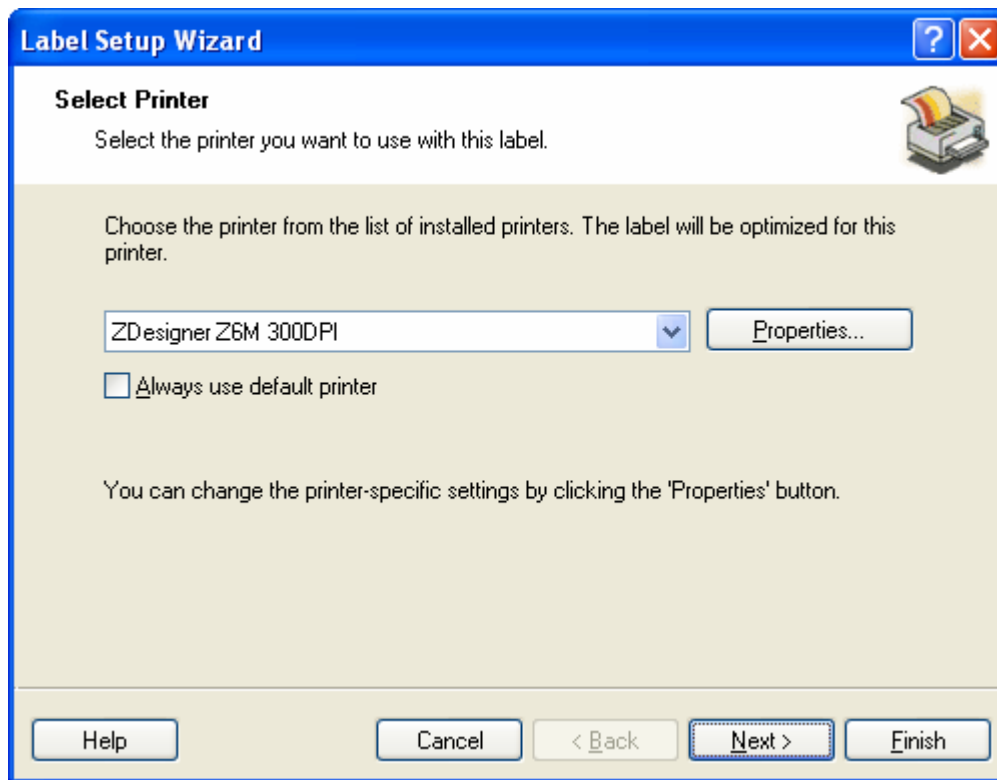 Label Setup Wizard
?
Select Printer
Select the printer you want to use with this label.
Choose the printer from the list of installed printers. The label will be optimized for this
printer.
ZDesigner Z6M 300DPI
Properties...
Always use default printer
You can change the printer-specific settings by clicking the 'Properties' button.
Help
Cancel
< Back
Next >
Finish